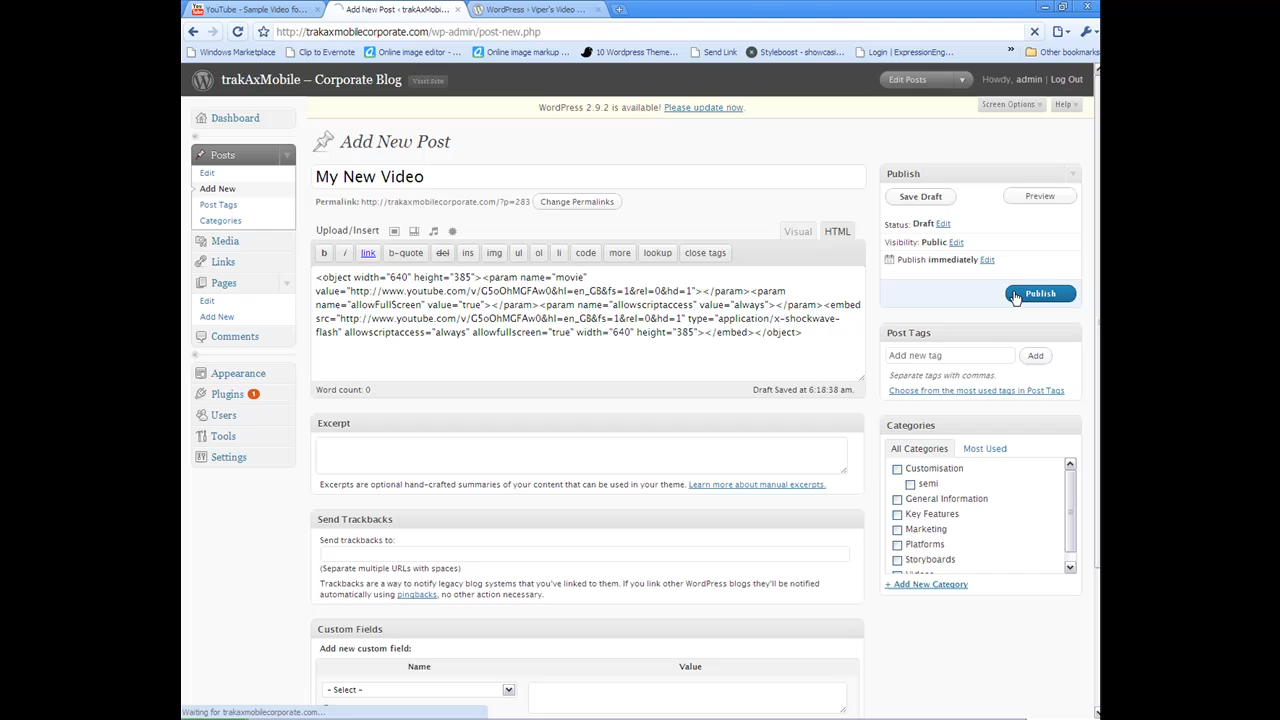 YouTube - Sample Video fo...
Add New Post ‹ trakAxMobi...
WordPress › Viper's Video ...
http://trakaxmobilecorporate.com/wp-admin/post-new.php
Windows Marketplace
Clip to Evernote
Online image editor - ...
Online image markup ...
10 Wordpress Theme...
Send Link
Styleboost - showcasi...
Login | ExpressionEng...
»
Other bookmarks
trakAxMobile – Corporate Blog
Visit Site
Edit Posts
Howdy, admin | Log Out
WordPress 2.9.2 is available! Please update now.
Screen Options
Help
Dashboard
Posts
Edit
Add New
Post Tags
Categories
Media
Links
Pages
Edit
Add New
Comments
Appearance
Plugins 1
Users
Tools
Settings
Add New Post
My New Video
Permalink: http://trakaxmobilecorporate.com/?p=283
Change Permalinks
Upload/Insert
Visual
HTML
b i link b-quote del ins img ul ol li code more lookup close tags
<object width="640" height="385"><param name="movie"
value="http://www.youtube.com/v/G5oOhMGFAw0&hl=en_GB&fs=1&rel=0&hd=1"></param><param
name="allowFullScreen" value="true"></param><param name="allowscriptaccess" value="always"></param><embed
src="http://www.youtube.com/v/G5oOhMGFAw0&hl=en_GB&fs=1&rel=0&hd=1" type="application/x-shockwave-
flash" allowscriptaccess="always" allowfullscreen="true" width="640" height="385"></embed></object>
Word count: 0
Draft Saved at 6:18:38 am.
Excerpt
Excerpts are optional hand-crafted summaries of your content that can be used in your theme. Learn more about manual excerpts.
Send Trackbacks
Send trackbacks to:
(Separate multiple URLs with spaces)
Trackbacks are a way to notify legacy blog systems that you've linked to them. If you link other WordPress blogs they'll be notified
automatically using pingbacks, no other action necessary.
Custom Fields
Add new custom field:
Name
Value
- Select -
Publish
Save Draft
Preview
Status: Draft Edit
Visibility: Public Edit
Publish immediately Edit
Publish
Post Tags
Add new tag
Add
Separate tags with commas.
Choose from the most used tags in Post Tags
Categories
All Categories
Most Used
Customisation
semi
General Information
Key Features
Marketing
Platforms
Storyboards
+ Add New Category
Waiting for trakaxmobilecorporate.com...